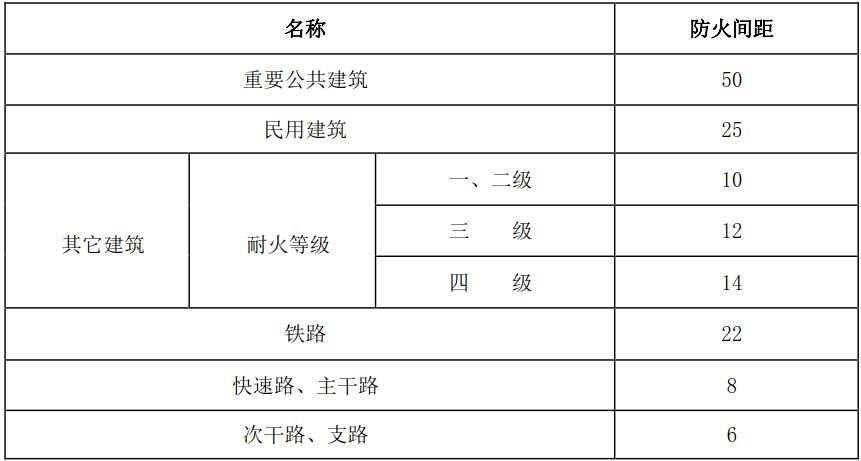 名称 防火间距
重要公共建筑 50
民用建筑 25
其它建筑 耐火等级 一、二级 10
三 级 12
四 级 14
铁路 22
快速路、主干路 8
次干路、支路 6